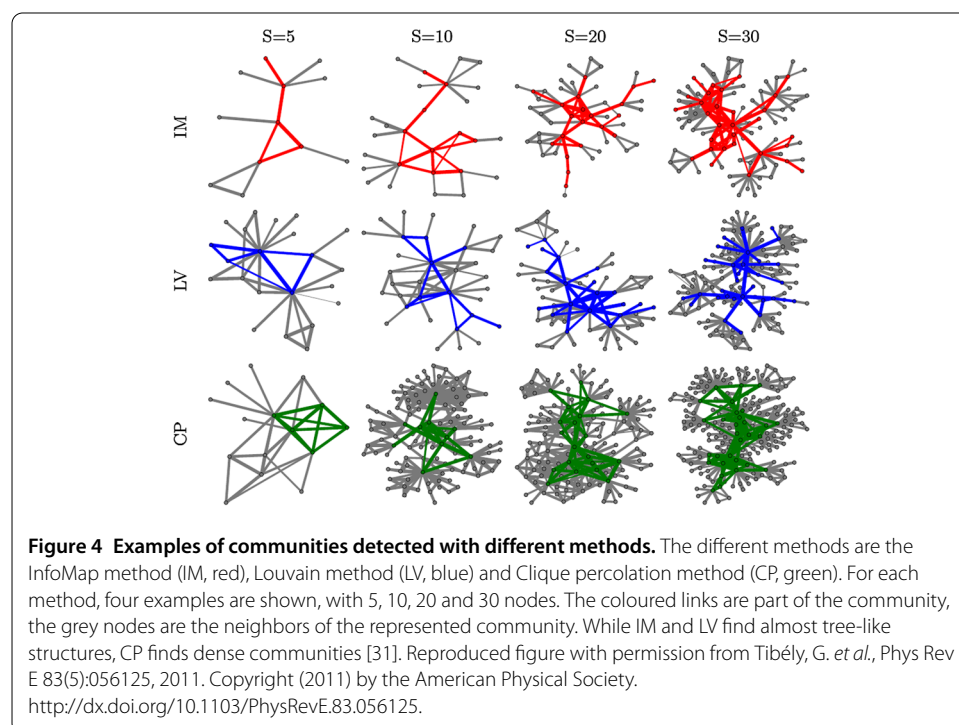 S=5 S=10 S=20 S=30
IM
LV
CP
Figure 4 Examples of communities detected with different methods. The different methods are the
InfoMap method (IM, red), Louvain method (LV, blue) and Clique percolation method (CP, green). For each
method, four examples are shown, with 5, 10, 20 and 30 nodes. The coloured links are part of the community,
the grey nodes are the neighbors of the represented community. While IM and LV find almost tree-like
structures, CP finds dense communities [31]. Reproduced figure with permission from Tibély, G. et al., Phys Rev
E 83(5):056125, 2011. Copyright (2011) by the American Physical Society.
http://dx.doi.org/10.1103/PhysRevE.83.056125.